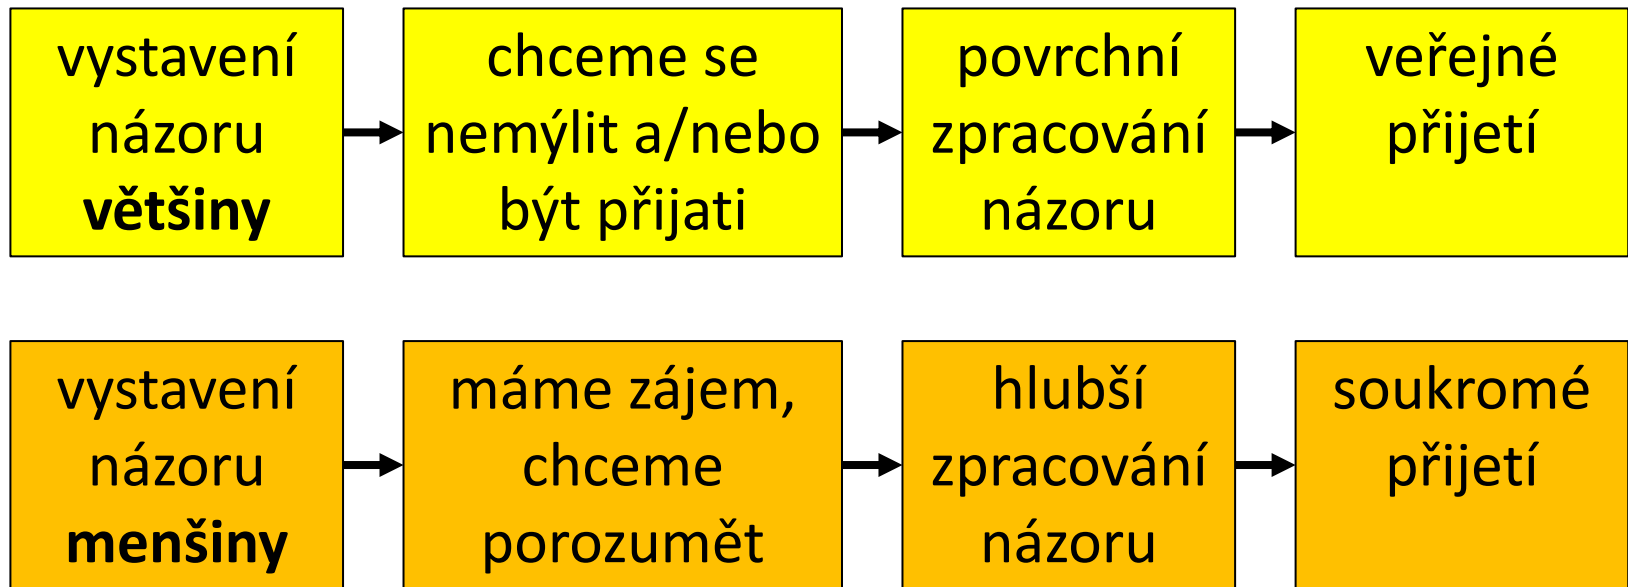 vystavení
názoru
většiny
chceme se
nemýlit a/nebo
být přijati
povrchní
zpracování
názoru
veřejné
přijetí
vystavení
názoru
menšiny
máme zájem,
chceme
porozumět
hlubší
zpracování
názoru
soukromé
přijetí